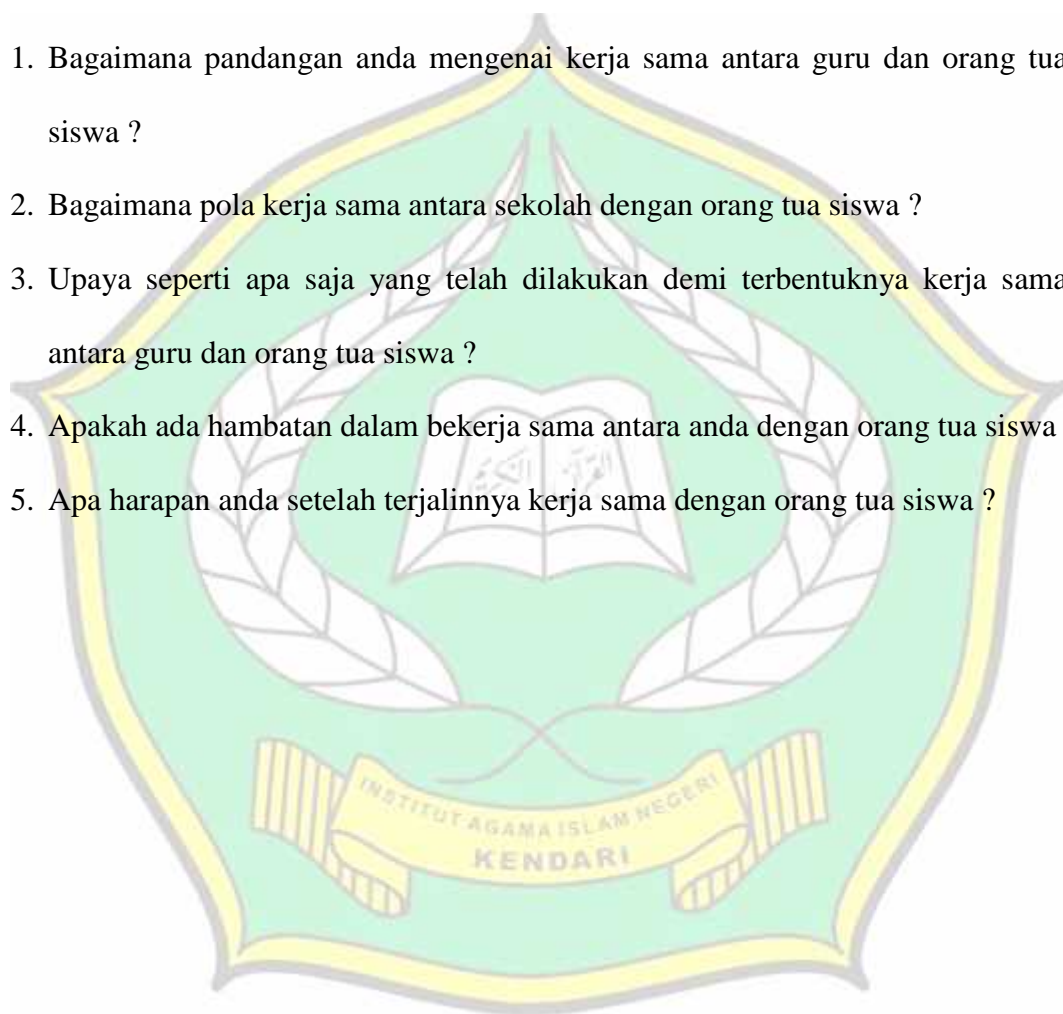 1. Bagaimana pandangan anda mengenai kerja sama antara guru dan orang tua
siswa ?
2. Bagaimana pola kerja sama antara sekolah dengan orang tua siswa ?
3. Upaya seperti apa saja yang telah dilakukan demi terbentuknya kerja sama
antara guru dan orang tua siswa ?
4. Apakah ada hambatan dalam bekerja sama antara anda dengan orang tua siswa
5. Apa harapan anda setelah terjalinnya kerja sama dengan orang tua siswa ?
INSTITUT AGAMA ISLAM NEGERI
KENDARI